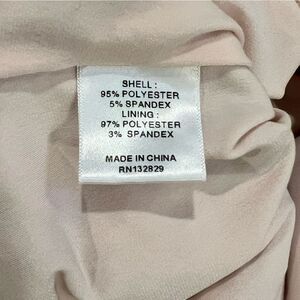 SHELL :
95% POLYESTER
5% SPANDEX
LINING :
97% POLYESTER
3% SPANDEX
MADE IN CHINA
RN132829